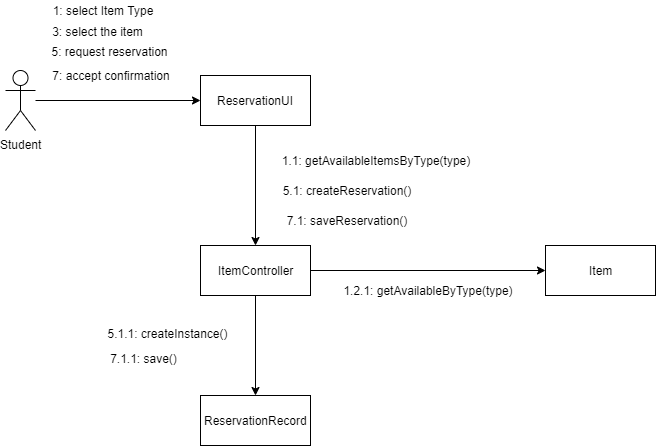 1: select Item Type
3: select the item
5: request reservation
7: accept confirmation
Student
ReservationUI
1.1: getAvailableItemsByType(type)
5.1: createReservation()
7.1: saveReservation()
ItemController
Item
1.2.1: getAvailableByType(type)
5.1.1: createInstance()
7.1.1: save()
ReservationRecord